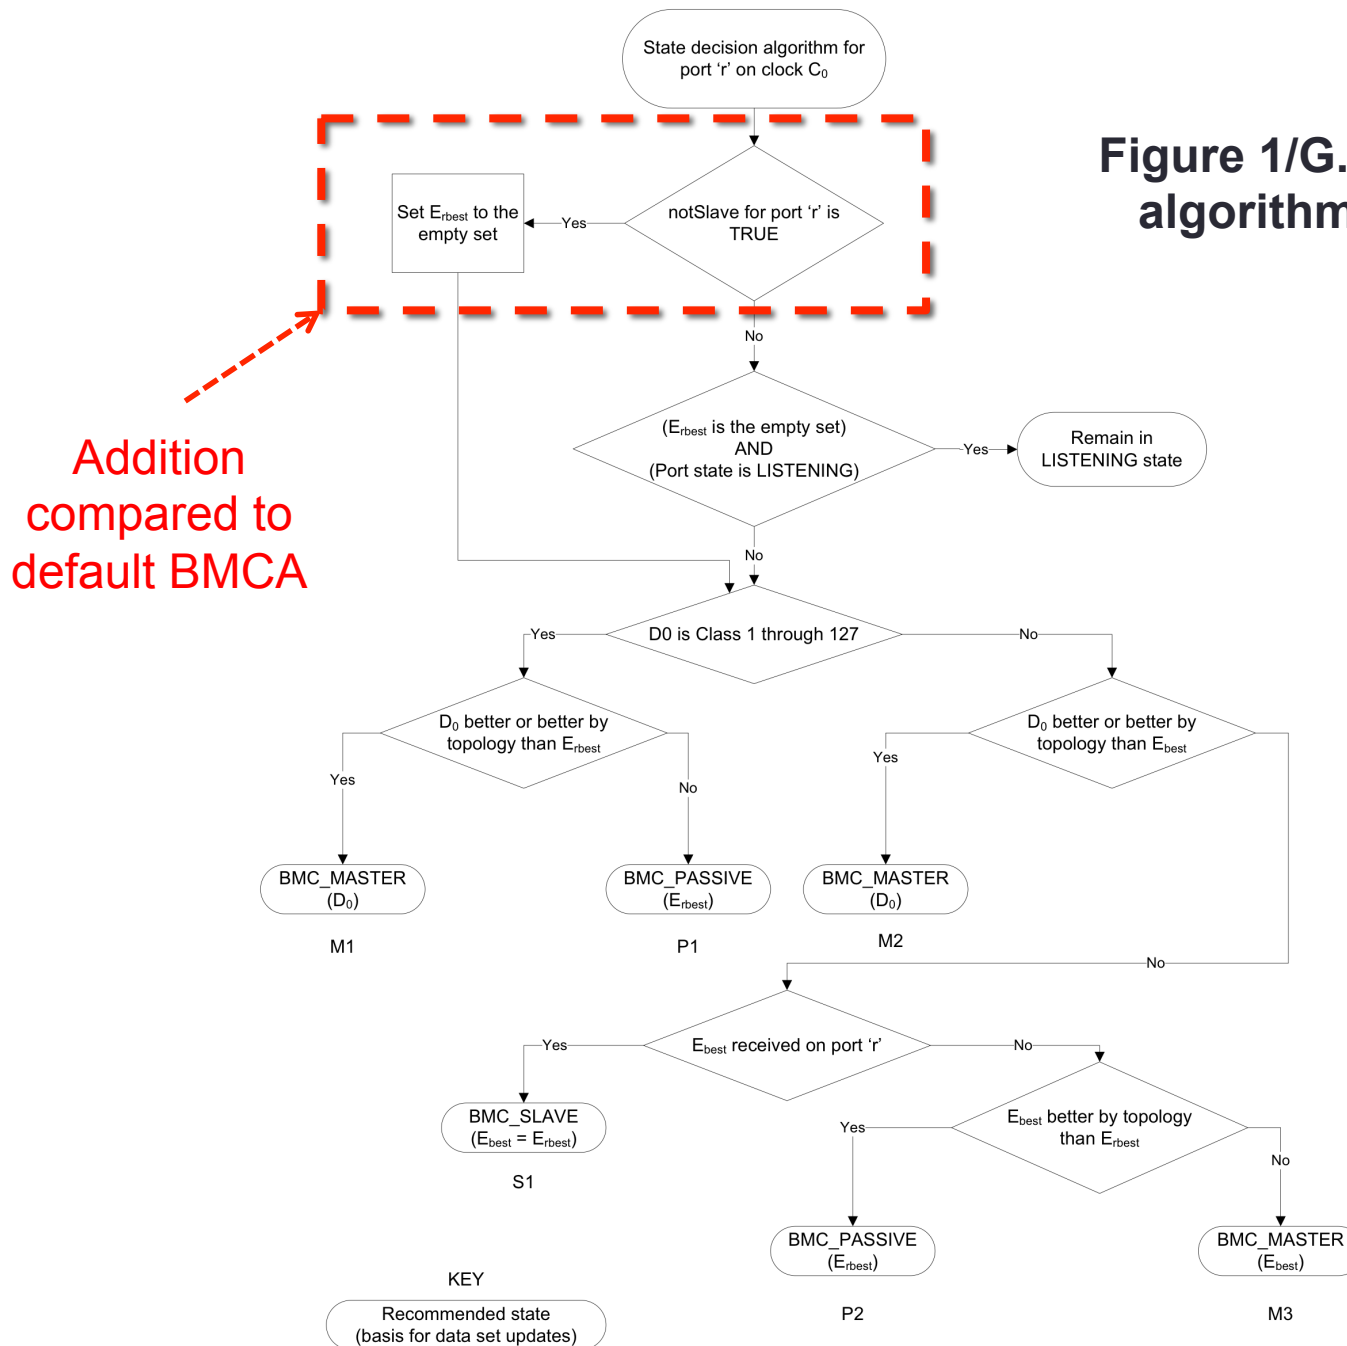 State decision algorithm for
port ‘r’ on clock C₀
Figure 1/G.
algorithm
Set Erbest to the
empty set
Yes
notSlave for port ‘r’ is
TRUE
No
Addition
compared to
default BMCA
(Erbest is the empty set)
AND
(Port state is LISTENING)
Yes
Remain in
LISTENING state
No
Yes
D0 is Class 1 through 127
No
D₀ better or better by
topology than Erbest
D₀ better or better by
topology than Ebest
Yes
No
Yes
BMC_MASTER
(D₀)
BMC_PASSIVE
(Erbest)
BMC_MASTER
(D₀)
M1
P1
M2
No
Yes
Ebest received on port ‘r’
No
BMC_SLAVE
(Ebest = Erbest)
Ebest better by topology
than Erbest
Yes
No
S1
BMC_PASSIVE
(Erbest)
BMC_MASTER
(Ebest)
KEY
P2
M3
Recommended state
(basis for data set updates)